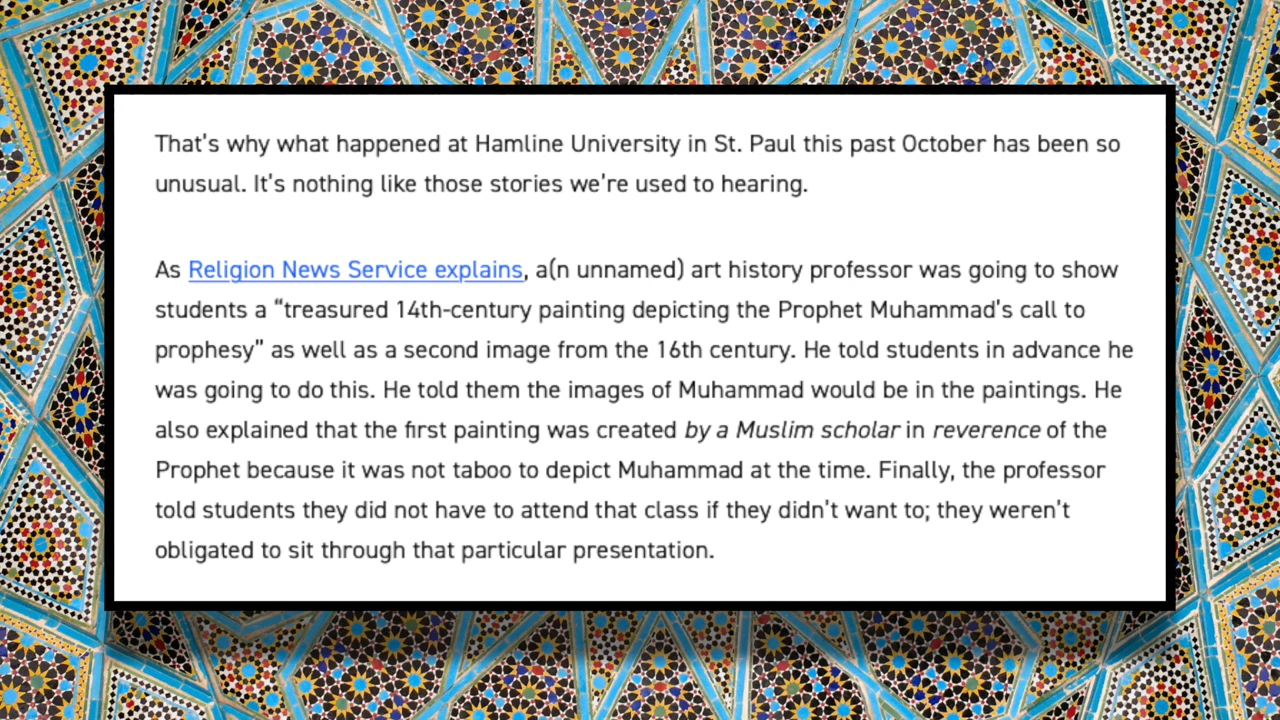 That’s why what happened at Hamline University in St. Paul this past October has been so
unusual. It’s nothing like those stories we’re used to hearing.
As Religion News Service explains, a(n unnamed) art history professor was going to show
students a “treasured 14th-century painting depicting the Prophet Muhammad’s call to
prophesy” as well as a second image from the 16th century. He told students in advance he
was going to do this. He told them the images of Muhammad would be in the paintings. He
also explained that the first painting was created by a Muslim scholar in reverence of the
Prophet because it was not taboo to depict Muhammad at the time. Finally, the professor
told students they did not have to attend that class if they didn’t want to; they weren’t
obligated to sit through that particular presentation.